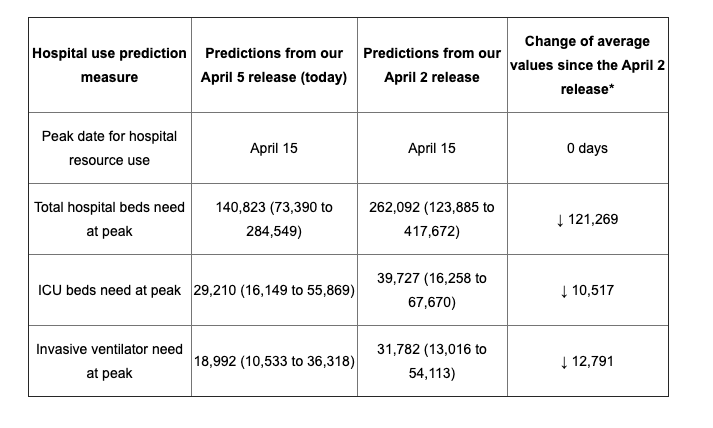 Hospital use prediction
measure
Predictions from our
April 5 release (today)
Predictions from our
April 2 release
Change of average
values since the April 2
release*
Peak date for hospital
resource use
April 15
April 15
0 days
Total hospital beds need
at peak
140,823 (73,390 to
284,549)
262,092 (123,885 to
417,672)
↓ 121,269
ICU beds need at peak
29,210 (16,149 to 55,869)
39,727 (16,258 to
67,670)
↓ 10,517
Invasive ventilator need
at peak
18,992 (10,533 to 36,318)
31,782 (13,016 to
54,113)
↓ 12,791